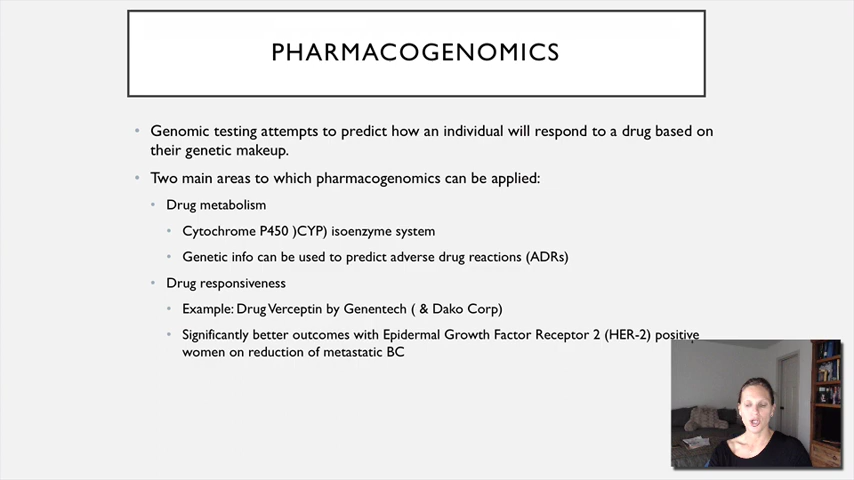 PHARMACOGENOMICS
• Genomic testing attempts to predict how an individual will respond to a drug based on
their genetic makeup.
• Two main areas to which pharmacogenomics can be applied:
• Drug metabolism
• Cytochrome P450 )CYP) isoenzyme system
• Genetic info can be used to predict adverse drug reactions (ADRs)
• Drug responsiveness
• Example: Drug Verceptin by Genentech ( & Dako Corp)
• Significantly better outcomes with Epidermal Growth Factor Receptor 2 (HER-2) positive
women on reduction of metastatic BC